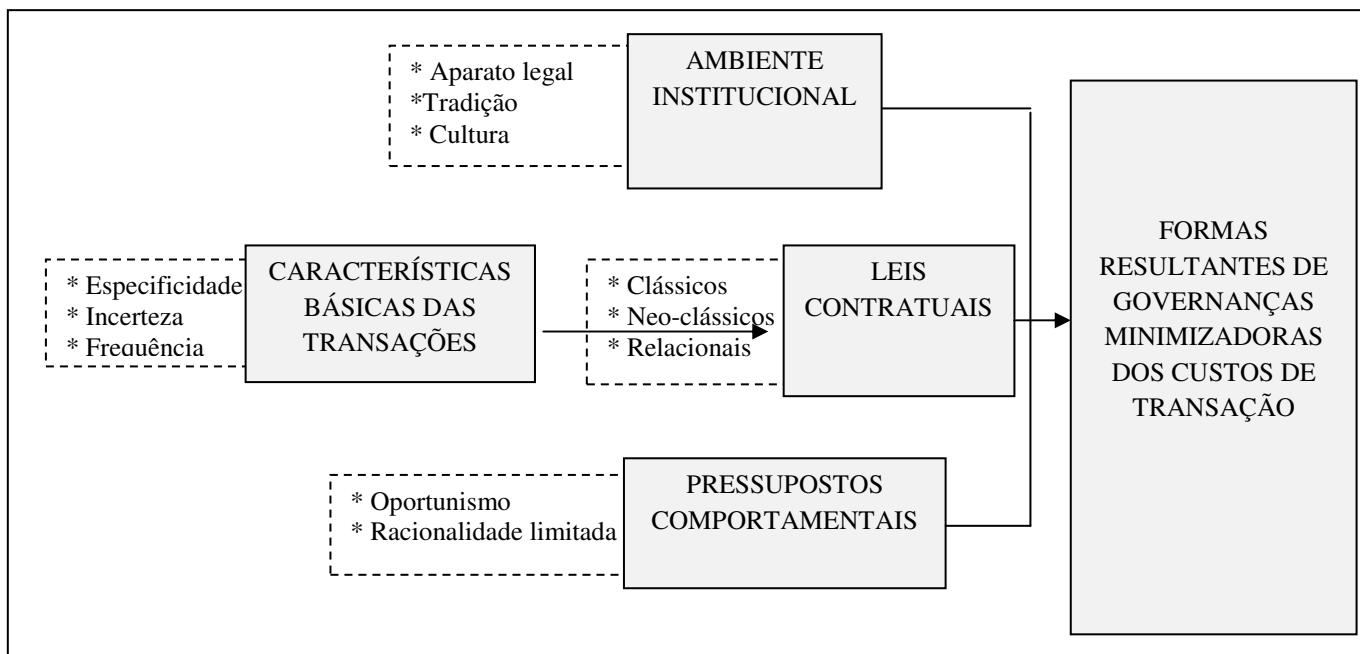 * Aparato legal
*Tradição
* Cultura
AMBIENTE
INSTITUCIONAL
* Especificidade
* Incerteza
* Frequência
CARACTERÍSTICAS
BÁSICAS DAS
TRANSAÇÕES
* Clássicos
* Neo-clássicos
* Relacionais
LEIS
CONTRATUAIS
* Oportunismo
* Racionalidade limitada
PRESSUPOSTOS
COMPORTAMENTAIS
FORMAS
RESULTANTES DE
GOVERNANÇAS
MINIMIZADORAS
DOS CUSTOS DE
TRANSAÇÃO